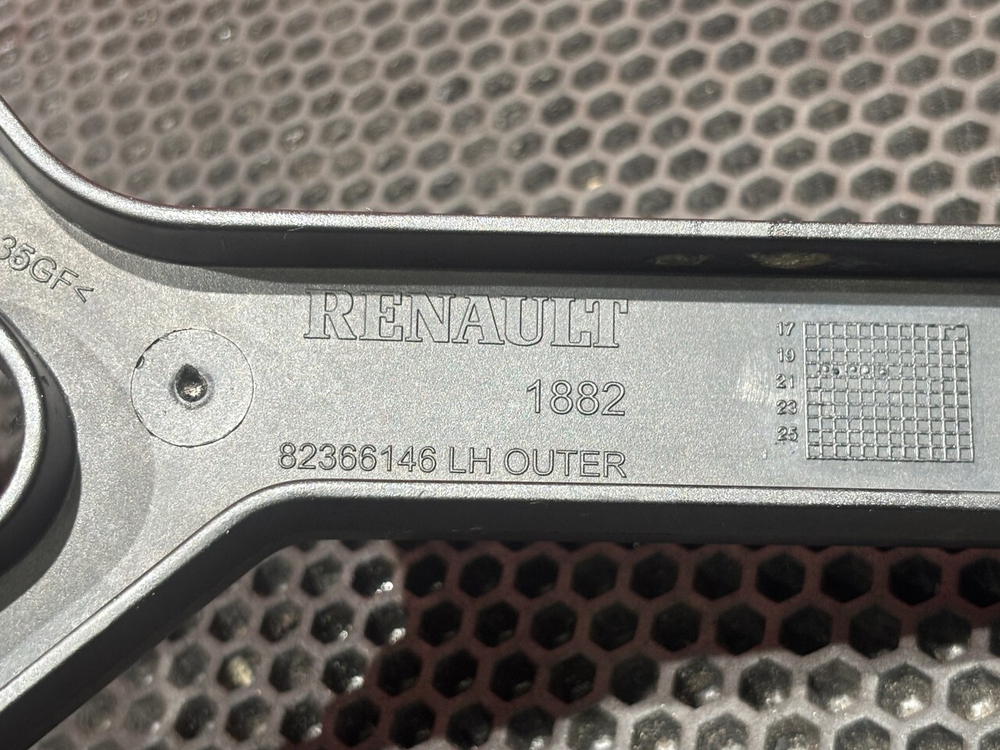 35GF<
RENAULT
1882
82366146 LH OUTER
17
19
21
23
25